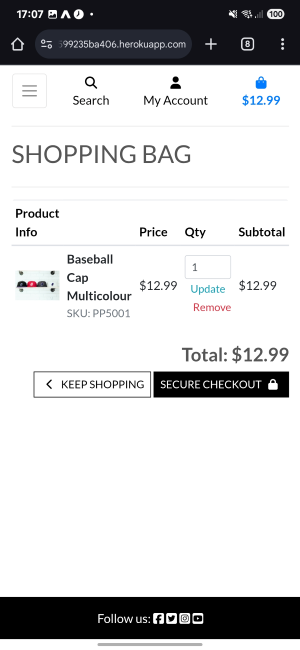 17:07
100
599235ba406.herokuapp.com
8
Search
My Account
$12.99
SHOPPING BAG
Product Info
Price
Qty
Subtotal
Baseball
Cap
Multicolour
SKU: PP5001
$12.99
1
Update
Remove
$12.99
Total: $12.99
KEEP SHOPPING
SECURE CHECKOUT
Follow us: